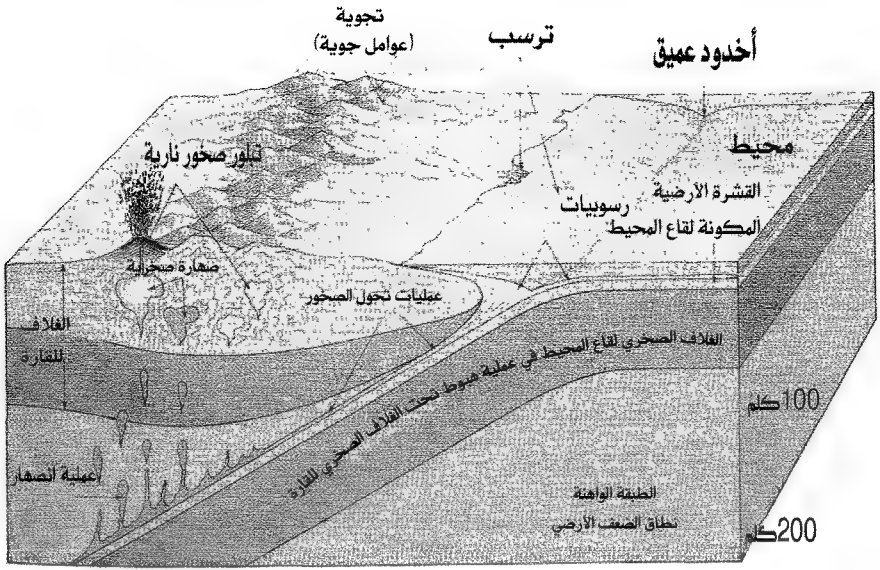 تجوية
(عوامل جوية)
ترسب
أخدود عميق
محيط
تبلور صخور نارية
القشرة الأرضية
المكونة لقاع المحيط
رسوبيات
صهارة صخرية
عمليات تحول الصخور
الغلاف
للقارة
الغلاف الصخري لقاع المحيط في عملية هبوط تحت الغلاف الصخري للقارة
100كلم
عملية انصهار
الطبقة الواهنة
نطاق الضعف الأرضي
200كلم